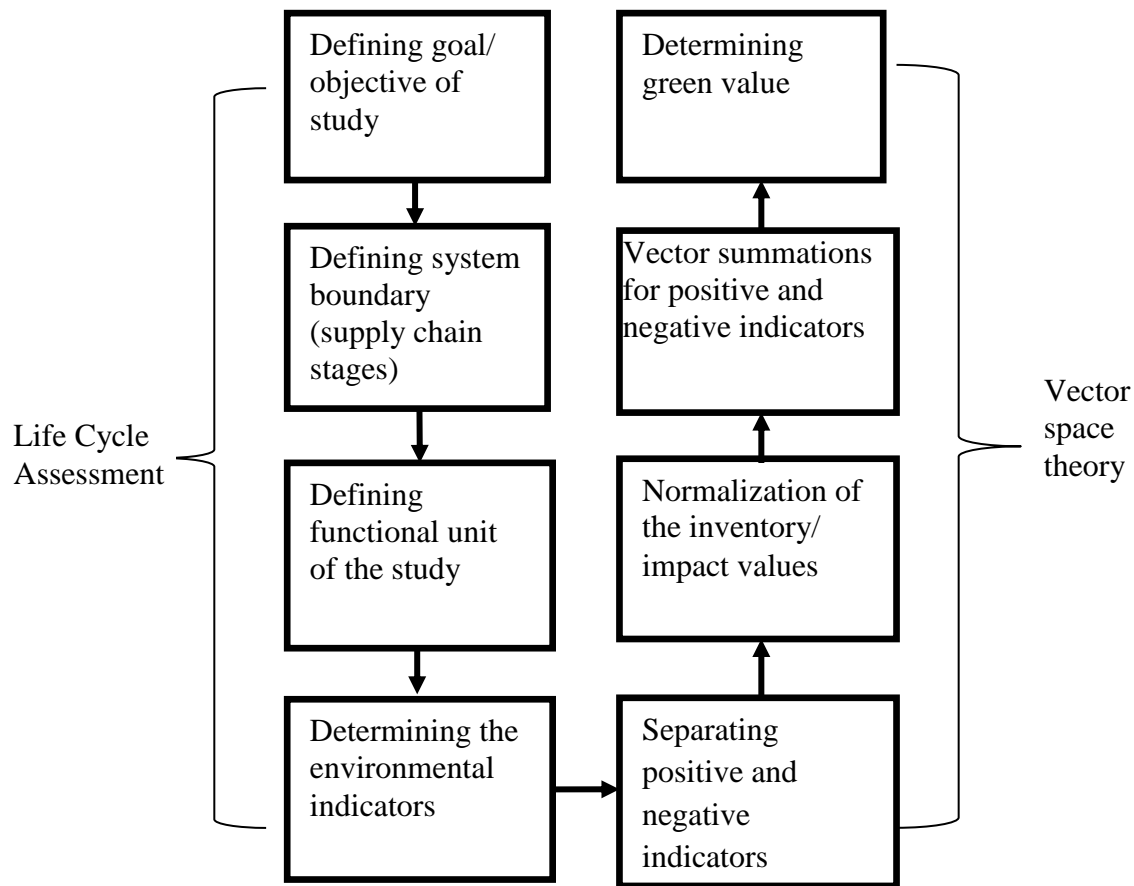 Life Cycle
Assessment
Defining goal/
objective of
study
Defining system
boundary
(supply chain
stages)
Defining
functional unit
of the study
Determining the
environmental
indicators
Separating
positive and
negative
indicators
Normalization of
the inventory/
impact values
Vector summations
for positive and
negative indicators
Determining
green value
Vector
space
theory